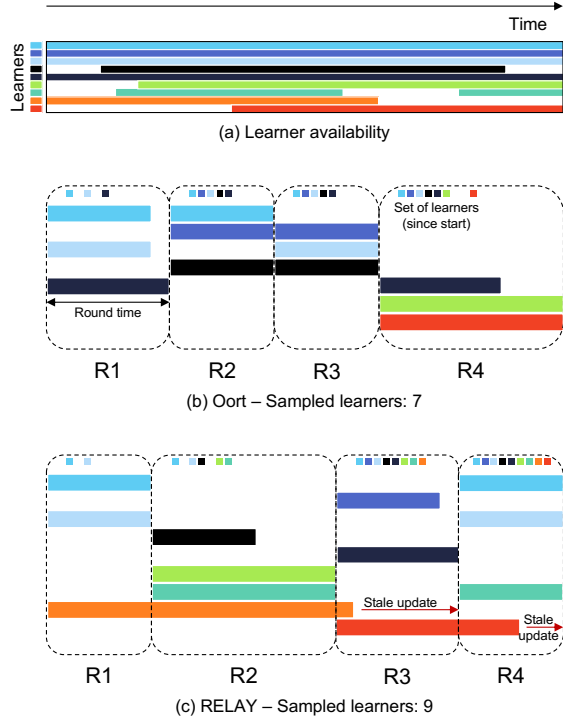 Time
Learners
(a) Learner availability
Set of learners
(since start)
Round time
R1
R2
R3
R4
(b) Oort – Sampled learners: 7
Stale update
Stale
update
R1
R2
R3
R4
(c) RELAY – Sampled learners: 9